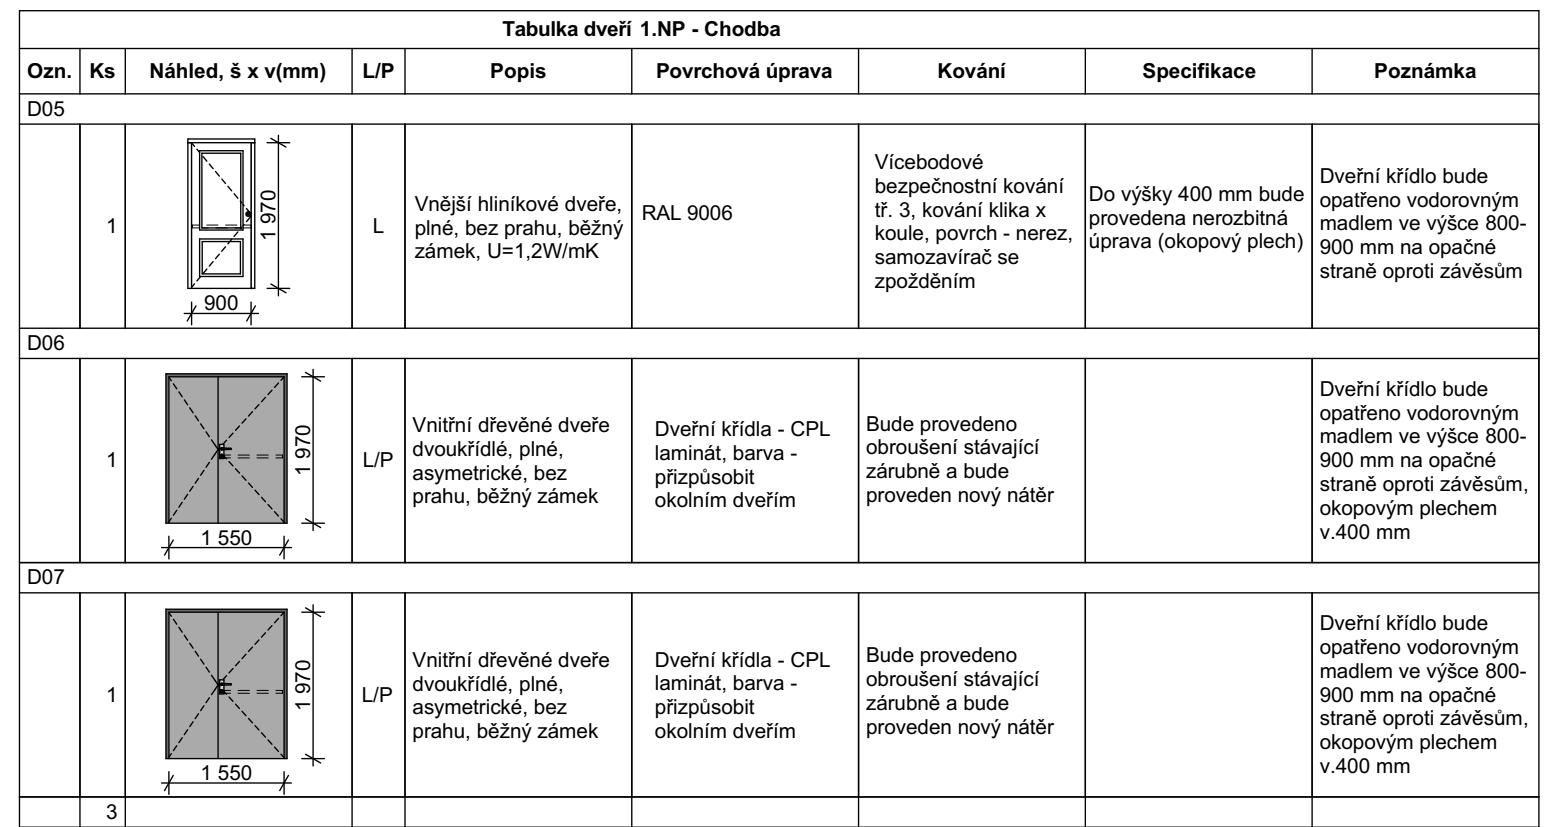 Tabulka dveří 1.NP - Chodba
Ozn. Ks Náhled, š x v(mm) L/P Popis Povrchová úprava Kování Specifikace Poznámka
D05
1
1 970
900
L
Vnější hliníkové dveře,
plné, bez prahu, běžný
zámek, U=1,2W/mK
RAL 9006
Vícebodové
bezpečnostní kování
tř. 3, kování klika x
koule, povrch - nerez,
samozavírač se
zpožděním
Do výšky 400 mm bude
provedena nerozbitná
úprava (okopový plech)
Dveřní křídlo bude
opatřeno vodorovným
madlem ve výšce 800-
900 mm na opačné
straně oproti závěsům
D06
1
1 970
1 550
L/P
Vnitřní dřevěné dveře
dvoukřídlé, plné,
asymetrické, bez
prahu, běžný zámek
Dveřní křídla - CPL
laminát, barva -
přizpůsobit
okolním dveřím
Bude provedeno
obroušení stávající
zárubně a bude
proveden nový nátěr
Dveřní křídlo bude
opatřeno vodorovným
madlem ve výšce 800-
900 mm na opačné
straně oproti závěsům,
okopovým plechem
v.400 mm
D07
1
1 970
1 550
L/P
Vnitřní dřevěné dveře
dvoukřídlé, plné,
asymetrické, bez
prahu, běžný zámek
Dveřní křídla - CPL
laminát, barva -
přizpůsobit
okolním dveřím
Bude provedeno
obroušení stávající
zárubně a bude
proveden nový nátěr
Dveřní křídlo bude
opatřeno vodorovným
madlem ve výšce 800-
900 mm na opačné
straně oproti závěsům,
okopovým plechem
v.400 mm
3